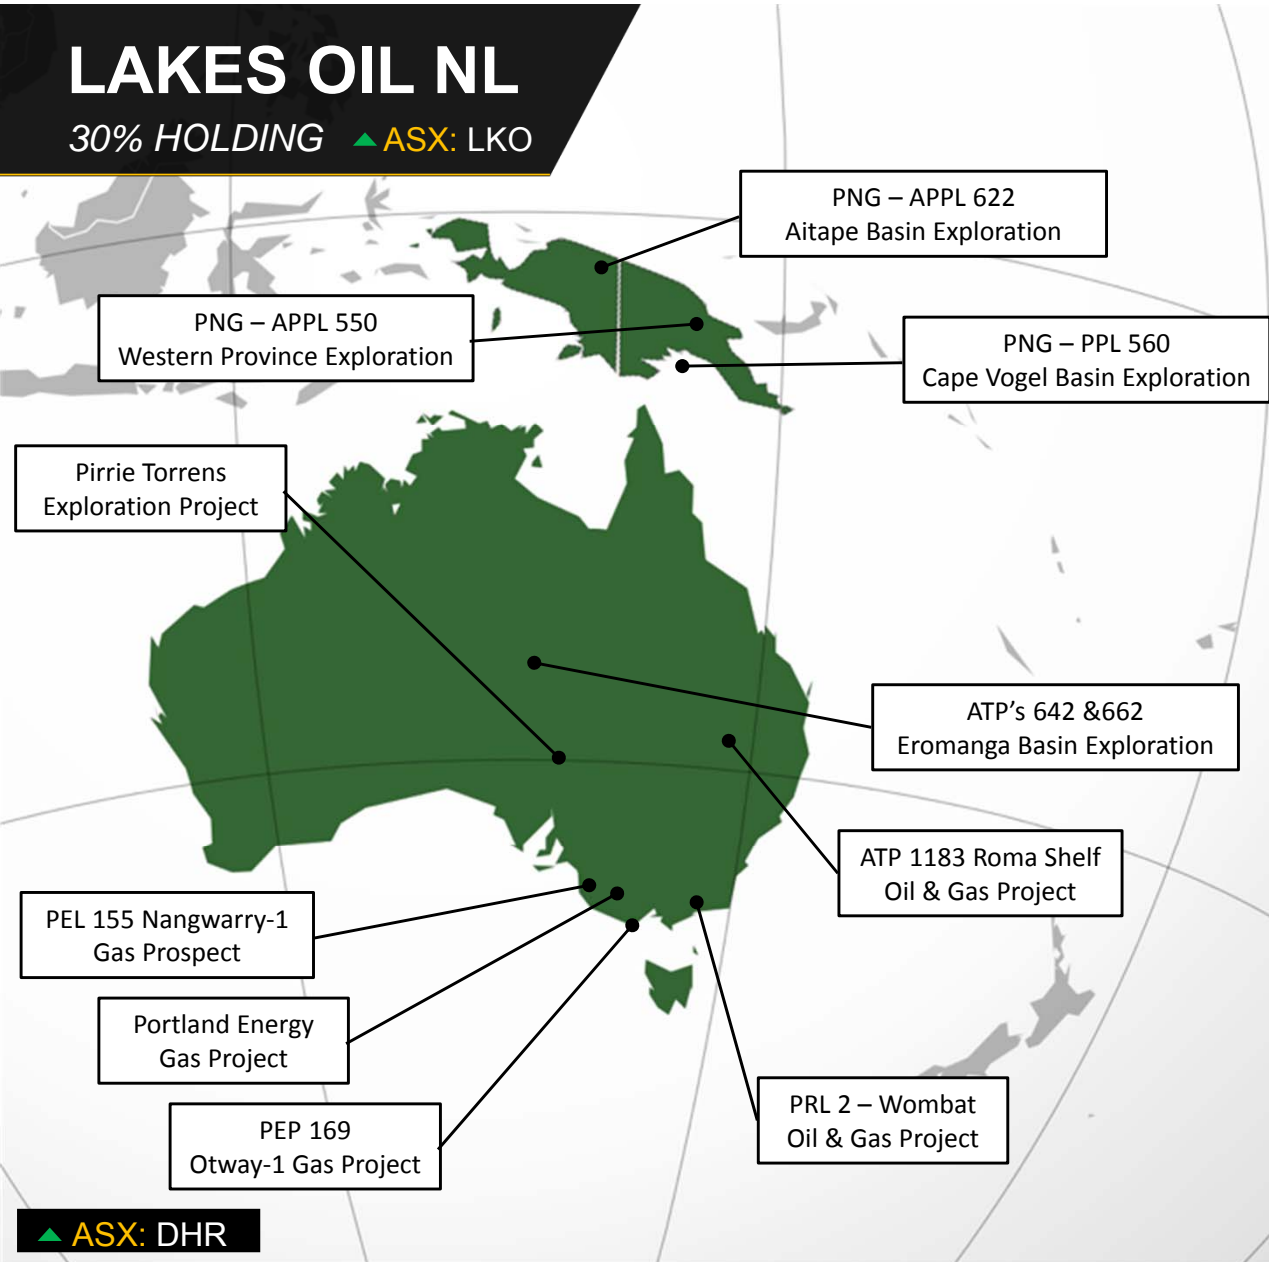 LAKES OIL NL
30% HOLDING ASX: LKO
PNG – APPL 622
Aitape Basin Exploration
PNG – APPL 550
Western Province Exploration
PNG – PPL 560
Cape Vogel Basin Exploration
Pirrie Torrens
Exploration Project
ATP’s 642 &662
Eromanga Basin Exploration
ATP 1183 Roma Shelf
Oil & Gas Project
PEL 155 Nangwarry-1
Gas Prospect
Portland Energy
Gas Project
PRL 2 – Wombat
Oil & Gas Project
PEP 169
Otway-1 Gas Project
ASX: DHR